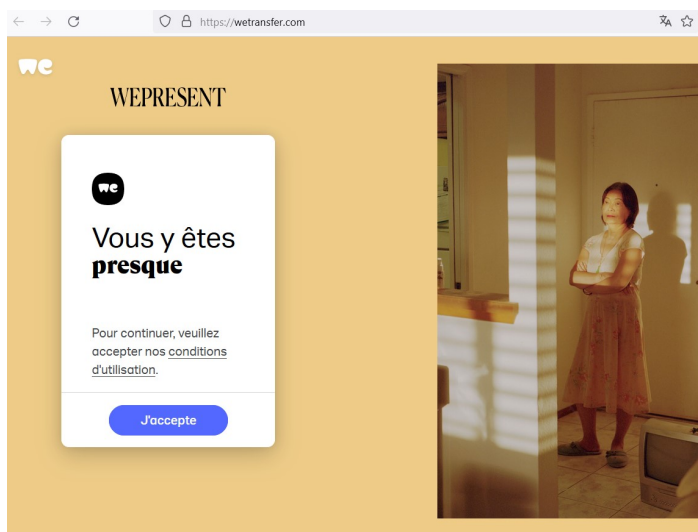 https://wetransfer.com
we
WEPRESENT
we
Vous y êtes
presque
Pour continuer, veuillez
accepter nos conditions
d'utilisation.
J'accepte